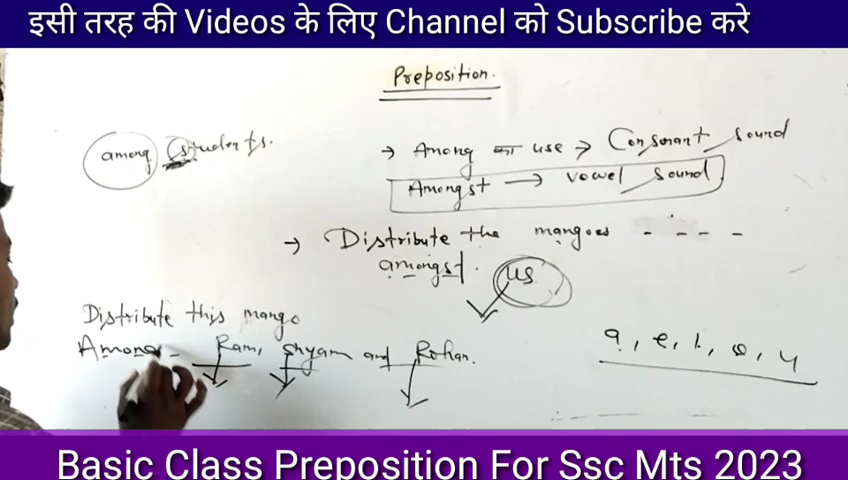 इसी तरह की Videos के लिए Channel को Subscribe करे
Preposition.
among students.
→ Among का use → Consonant sound
Amongst → vowel sound
→ Distribute the mangoes - - - -
amongst. us
Distribute this mango
Among - Ram, Shyam and Rohan.
a, e, i, o, u
Basic Class Preposition For Ssc Mts 2023